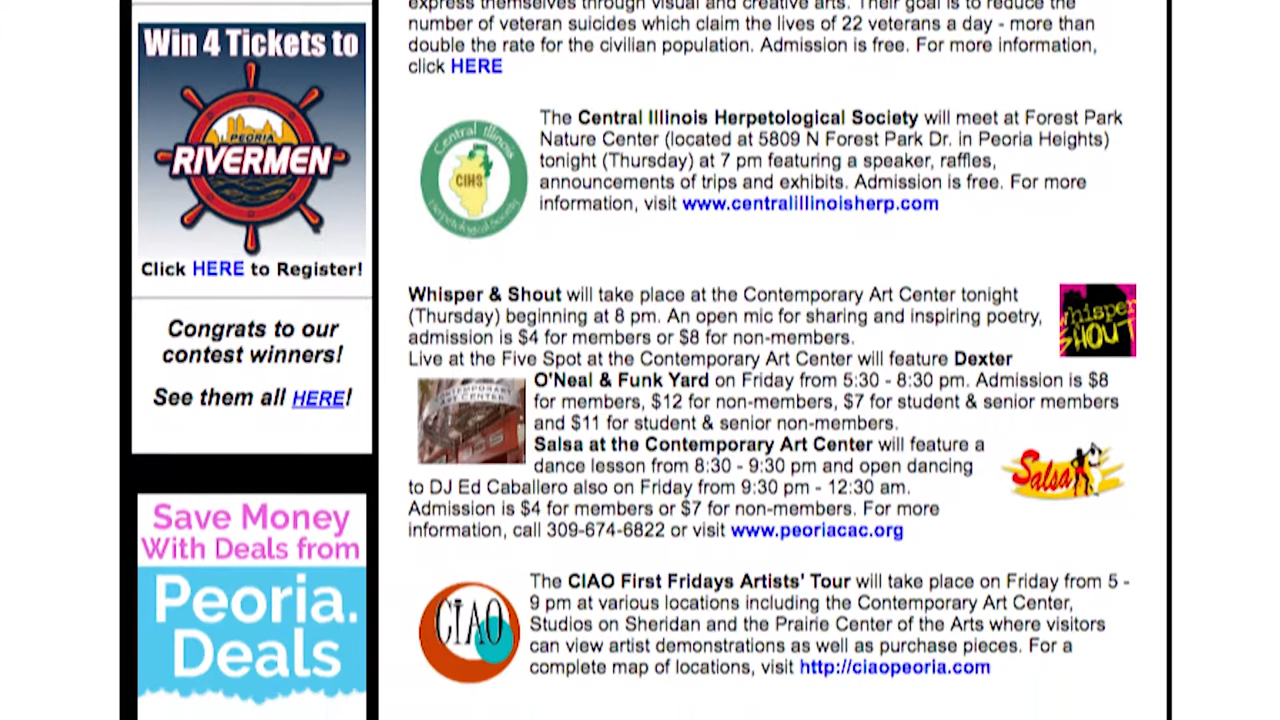 Win 4 Tickets to
PEORIA
RIVERMEN
Click HERE to Register!
Congrats to our
contest winners!
See them all HERE!
Save Money
With Deals from
Peoria.
Deals
express themselves through visual and creative arts. Their goal is to reduce the
number of veteran suicides which claim the lives of 22 veterans a day - more than
double the rate for the civilian population. Admission is free. For more information,
click HERE
Central Illinois
CIHS
Herpetological Society
The Central Illinois Herpetological Society will meet at Forest Park
Nature Center (located at 5809 N Forest Park Dr. in Peoria Heights)
tonight (Thursday) at 7 pm featuring a speaker, raffles,
announcements of trips and exhibits. Admission is free. For more
information, visit www.centralillinoisherp.com
Whisper & Shout will take place at the Contemporary Art Center tonight
(Thursday) beginning at 8 pm. An open mic for sharing and inspiring poetry,
admission is $4 for members or $8 for non-members.
whisper
SHOUT
Live at the Five Spot at the Contemporary Art Center will feature Dexter
O'Neal & Funk Yard on Friday from 5:30 - 8:30 pm. Admission is $8
for members, $12 for non-members, $7 for student & senior members
and $11 for student & senior non-members.
CONTEMPORARY
ART CENTER
Salsa at the Contemporary Art Center will feature a
dance lesson from 8:30 - 9:30 pm and open dancing
to DJ Ed Caballero also on Friday from 9:30 pm - 12:30 am.
Admission is $4 for members or $7 for non-members. For more
information, call 309-674-6822 or visit www.peoriacac.org
Salsa
CIAO
The CIAO First Fridays Artists' Tour will take place on Friday from 5 -
9 pm at various locations including the Contemporary Art Center,
Studios on Sheridan and the Prairie Center of the Arts where visitors
can view artist demonstrations as well as purchase pieces. For a
complete map of locations, visit http://ciaopeoria.com